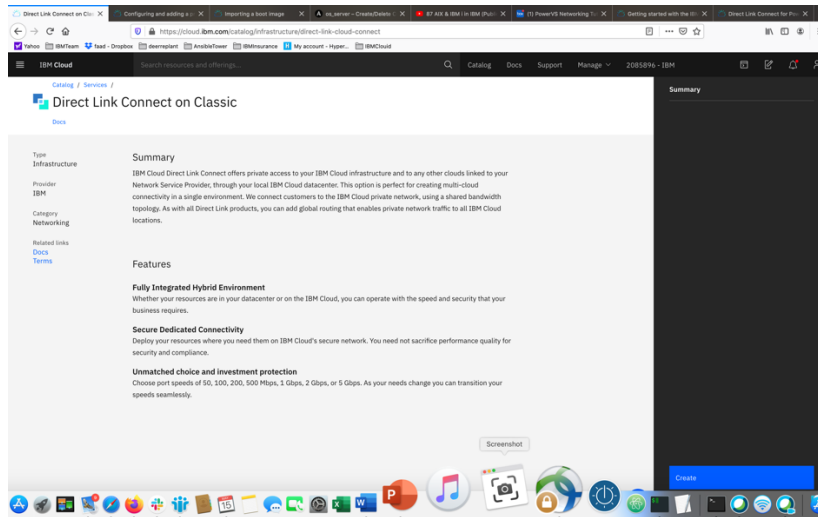 Direct Link Connect on Clas
Configuring and adding a p
Importing a boot image
os_server – Create/Delete
BT AIX & IBM i in IBM (Publ
(1) PowerVS Networking Tu
Getting started with the IBM
Direct Link Connect for Pow
https://cloud.ibm.com/catalog/infrastructure/direct-link-cloud-connect
Yahoo IBMTeam faad - Dropbox deerreplant AnsibleTower IBMInsurance My account - Hyper... IBMClouid
IBM Cloud
Search resources and offerings...
Catalog Docs Support Manage 2085896 - IBM
Catalog / Services /
Direct Link Connect on Classic
Docs
Summary
Type
Infrastructure
Provider
IBM
Category
Networking
Related links
Docs
Terms
Summary
IBM Cloud Direct Link Connect offers private access to your IBM Cloud infrastructure and to any other clouds linked to your
Network Service Provider, through your local IBM Cloud datacenter. This option is perfect for creating multi-cloud
connectivity in a single environment. We connect customers to the IBM Cloud private network, using a shared bandwidth
topology. As with all Direct Link products, you can add global routing that enables private network traffic to all IBM Cloud
locations.
Features
Fully Integrated Hybrid Environment
Whether your resources are in your datacenter or on the IBM Cloud, you can operate with the speed and security that your
business requires.
Secure Dedicated Connectivity
Deploy your resources where you need them on IBM Cloud's secure network. You need not sacrifice performance quality for
security and compliance.
Unmatched choice and investment protection
Choose port speeds of 50, 100, 200, 500 Mbps, 1 Gbps, 2 Gbps, or 5 Gbps. As your needs change you can transition your
speeds seamlessly.
Screenshot
Create
15